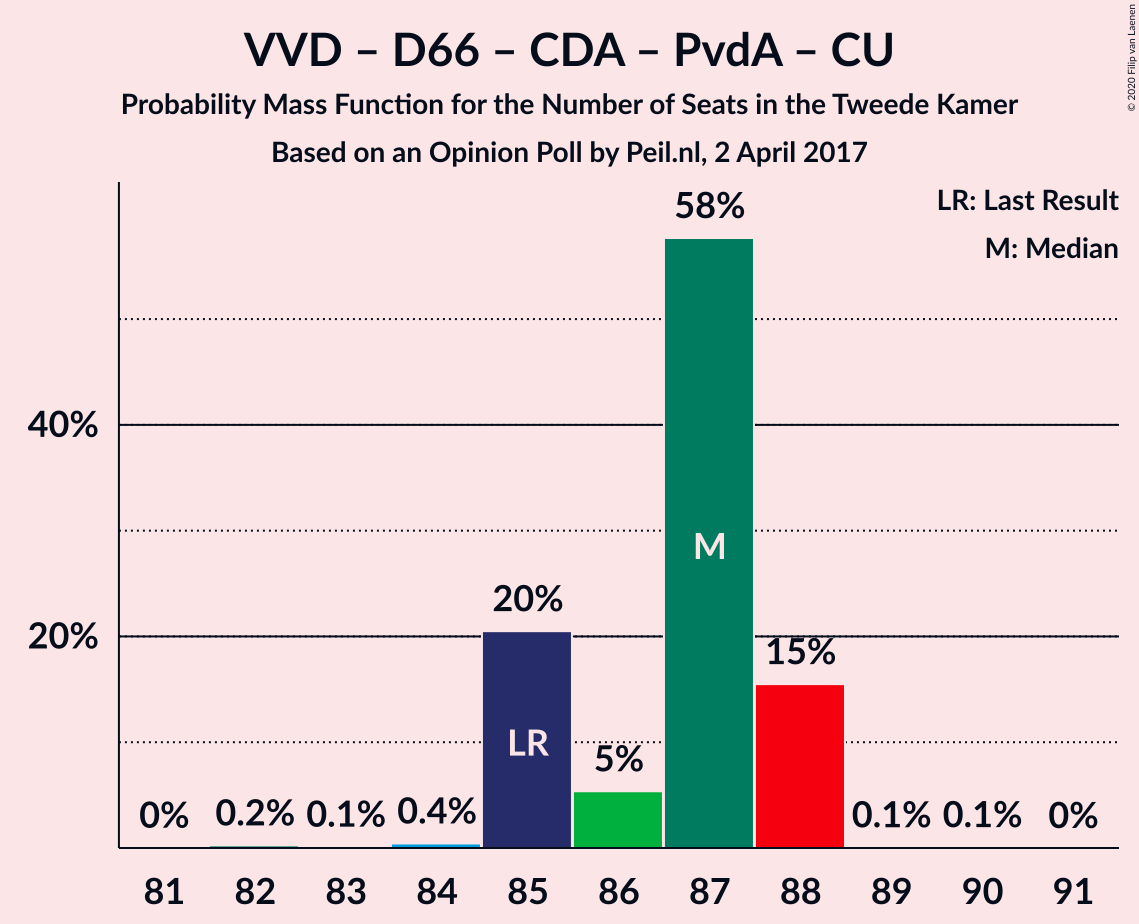 VVD – D66 – CDA – PvdA – CU
Probability Mass Function for the Number of Seats in the Tweede Kamer
Based on an Opinion Poll by Peil.nl, 2 April 2017
© 2020 Filip van Laenen
LR: Last Result
M: Median
58%
40%
M
20%
20%
15%
LR
5%
0% 0.2% 0.1% 0.4% 0.1% 0.1% 0%
81 82 83 84 85 86 87 88 89 90 91